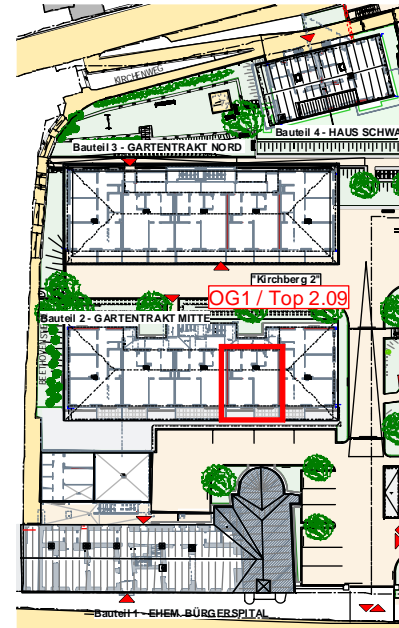 KIRCHENWEG
Bauteil 4 - HAUS SCHWA
Bauteil 3 - GARTENTRAKT NORD
"Kirchberg 2"
OG1 / Top 2.09
Bauteil 2 - GARTENTRAKT MITTE
Bauteil 1 - EHEM. BÜRGERSPITAL